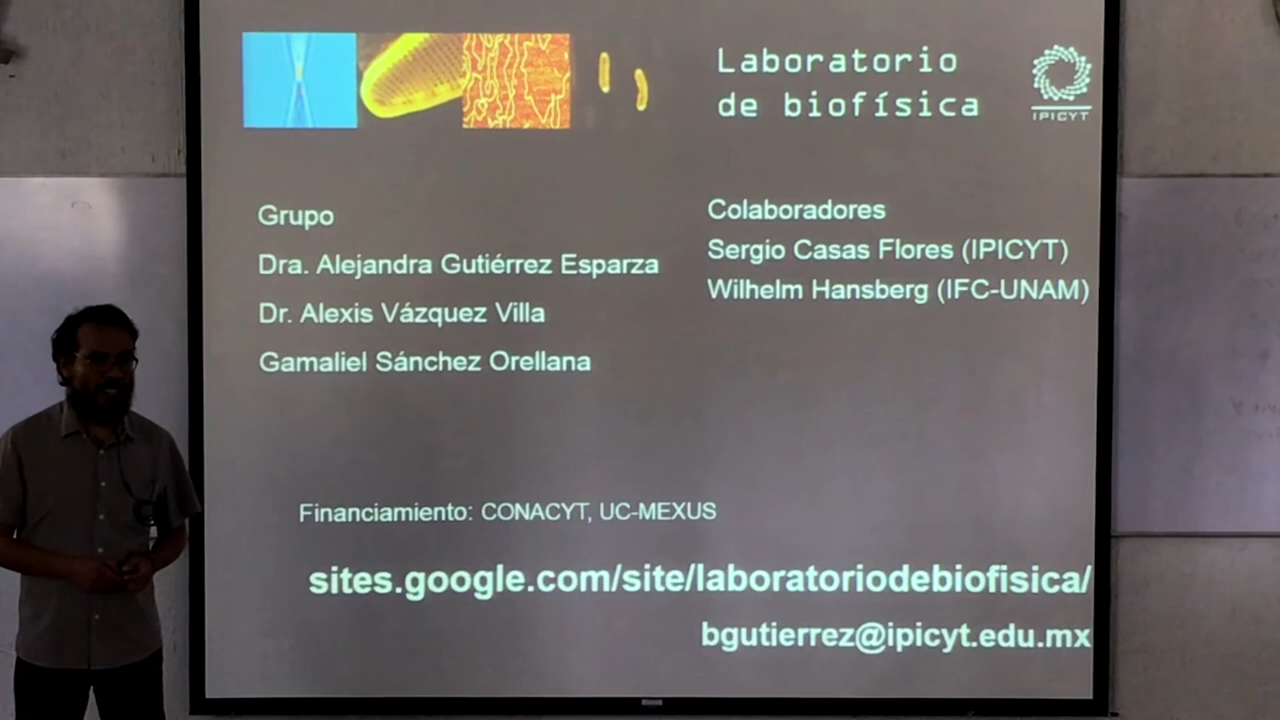 Laboratorio
de biofísica
IPICYT
Grupo
Dra. Alejandra Gutiérrez Esparza
Dr. Alexis Vázquez Villa
Gamaliel Sánchez Orellana
Colaboradores
Sergio Casas Flores (IPICYT)
Wilhelm Hansberg (IFC-UNAM)
Financiamiento: CONACYT, UC-MEXUS
sites.google.com/site/laboratoriodebiofisica/
bgutierrez@ipicyt.edu.mx